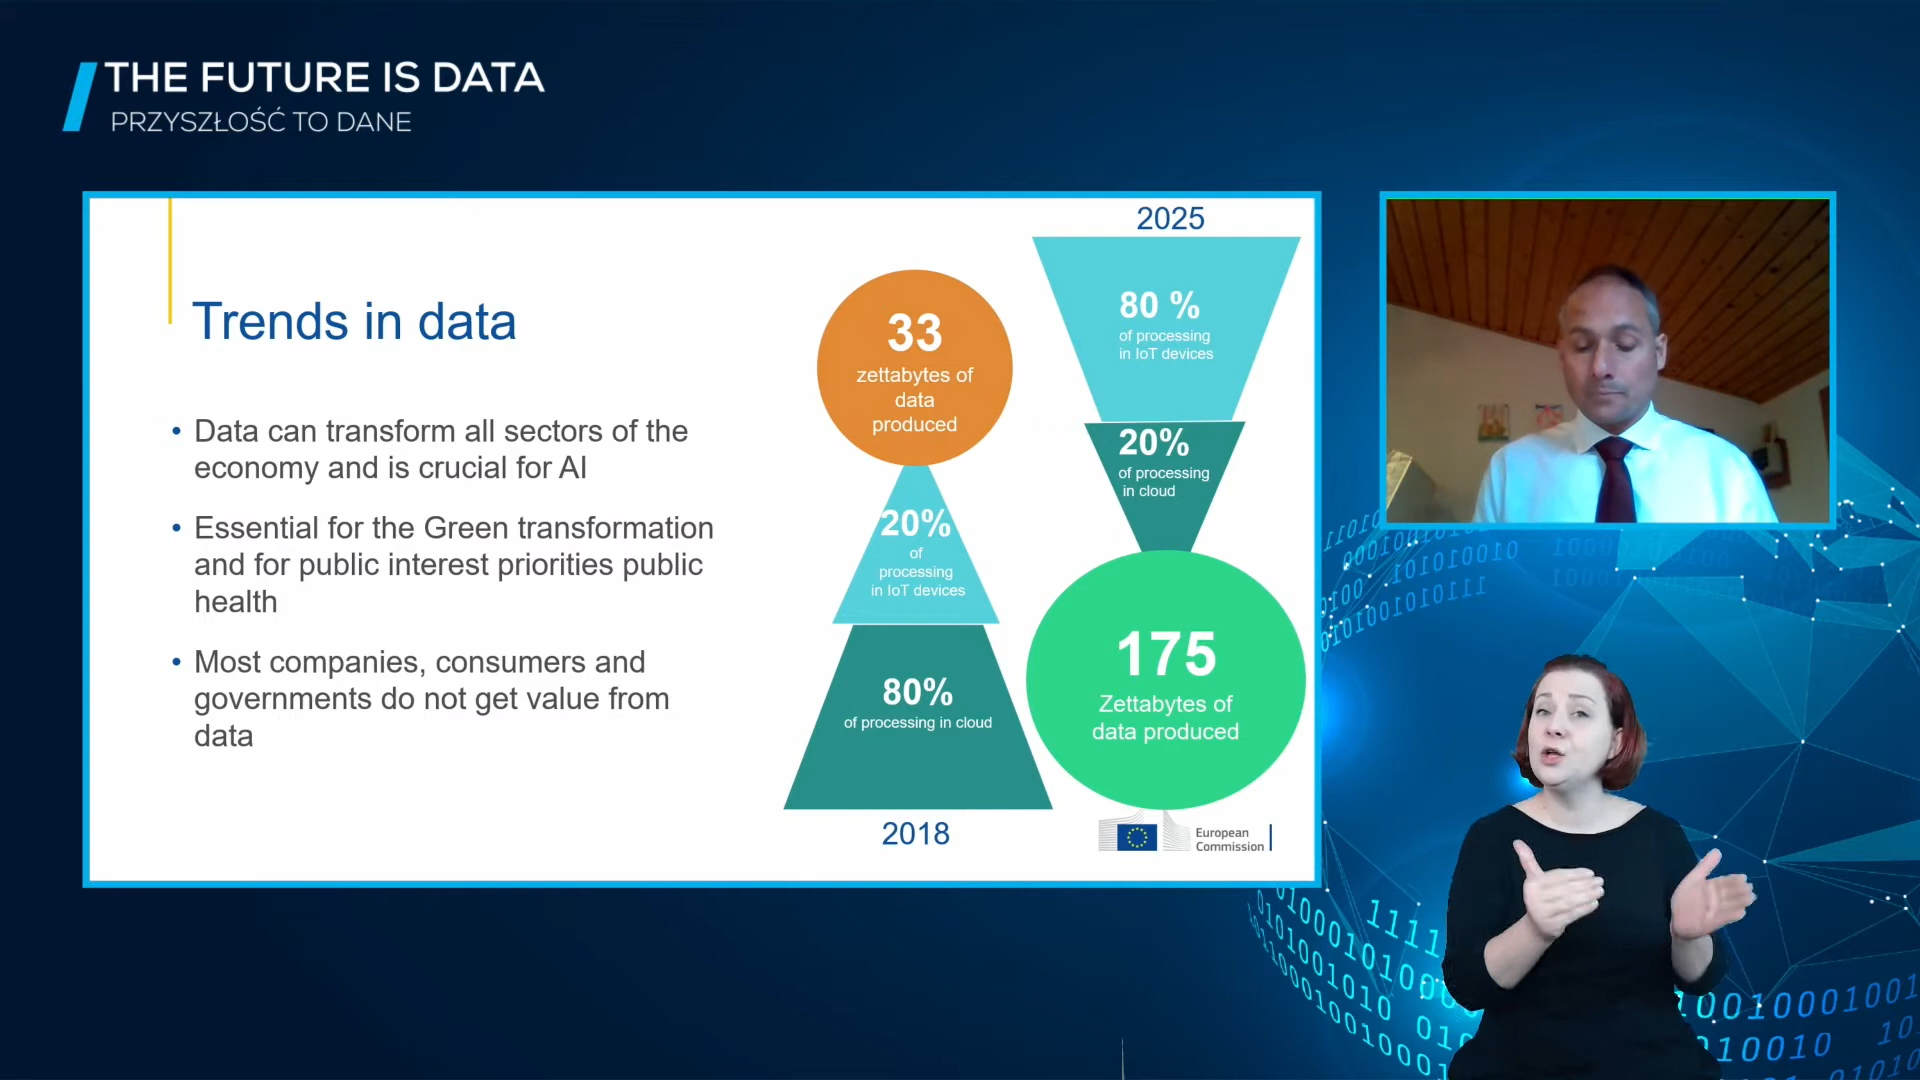 THE FUTURE IS DATA
PRZYSZŁOŚĆ TO DANE
Trends in data
• Data can transform all sectors of the
economy and is crucial for AI
• Essential for the Green transformation
and for public interest priorities public
health
• Most companies, consumers and
governments do not get value from
data
33
zettabytes of
data
produced
20%
of
processing
in IoT devices
80%
of processing in cloud
2018
2025
80 %
of processing
in IoT devices
20%
of processing
in cloud
175
Zettabytes of
data produced
European
Commission